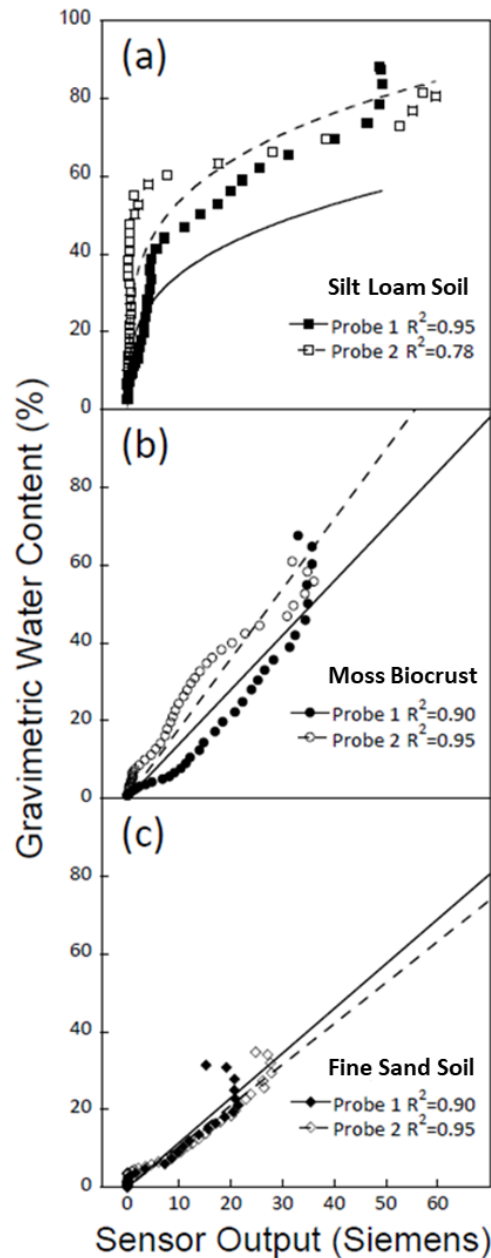 Gravimetric Water Content (%)
100
(a)
80
60
40
Silt Loam Soil
20
Probe 1 R²=0.95
Probe 2 R²=0.78
0
(b)
80
60
40
Moss Biocrust
20
Probe 1 R²=0.90
Probe 2 R²=0.95
0
(c)
80
60
40
Fine Sand Soil
20
Probe 1 R²=0.90
Probe 2 R²=0.95
0
0 10 20 30 40 50 60 70
Sensor Output (Siemens)